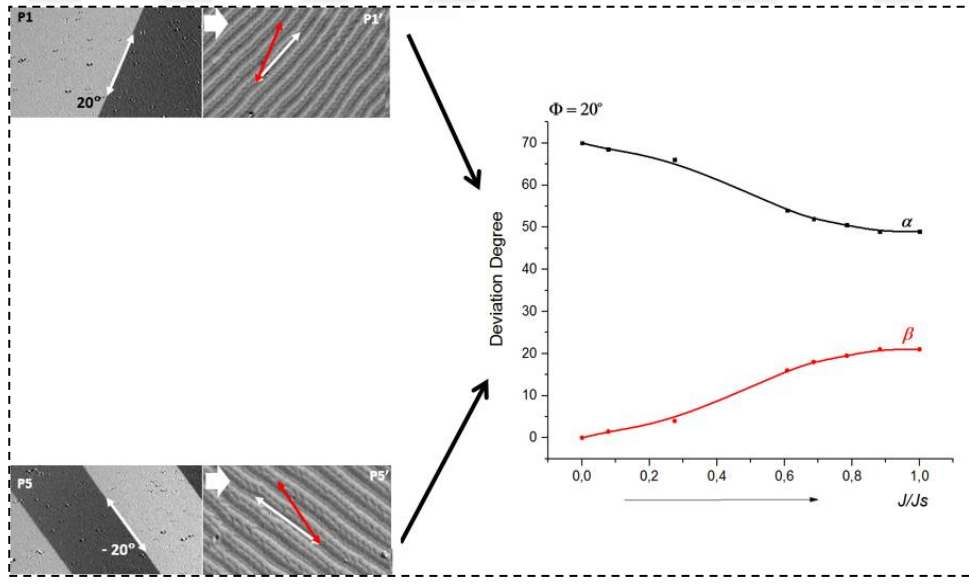 P1
P1'
20°
Φ = 20°
70
60
50
40
30
20
10
0
Deviation Degree
α
β
0,0 0,2 0,4 0,6 0,8 1,0
J/Js
P5
P5'
- 20°